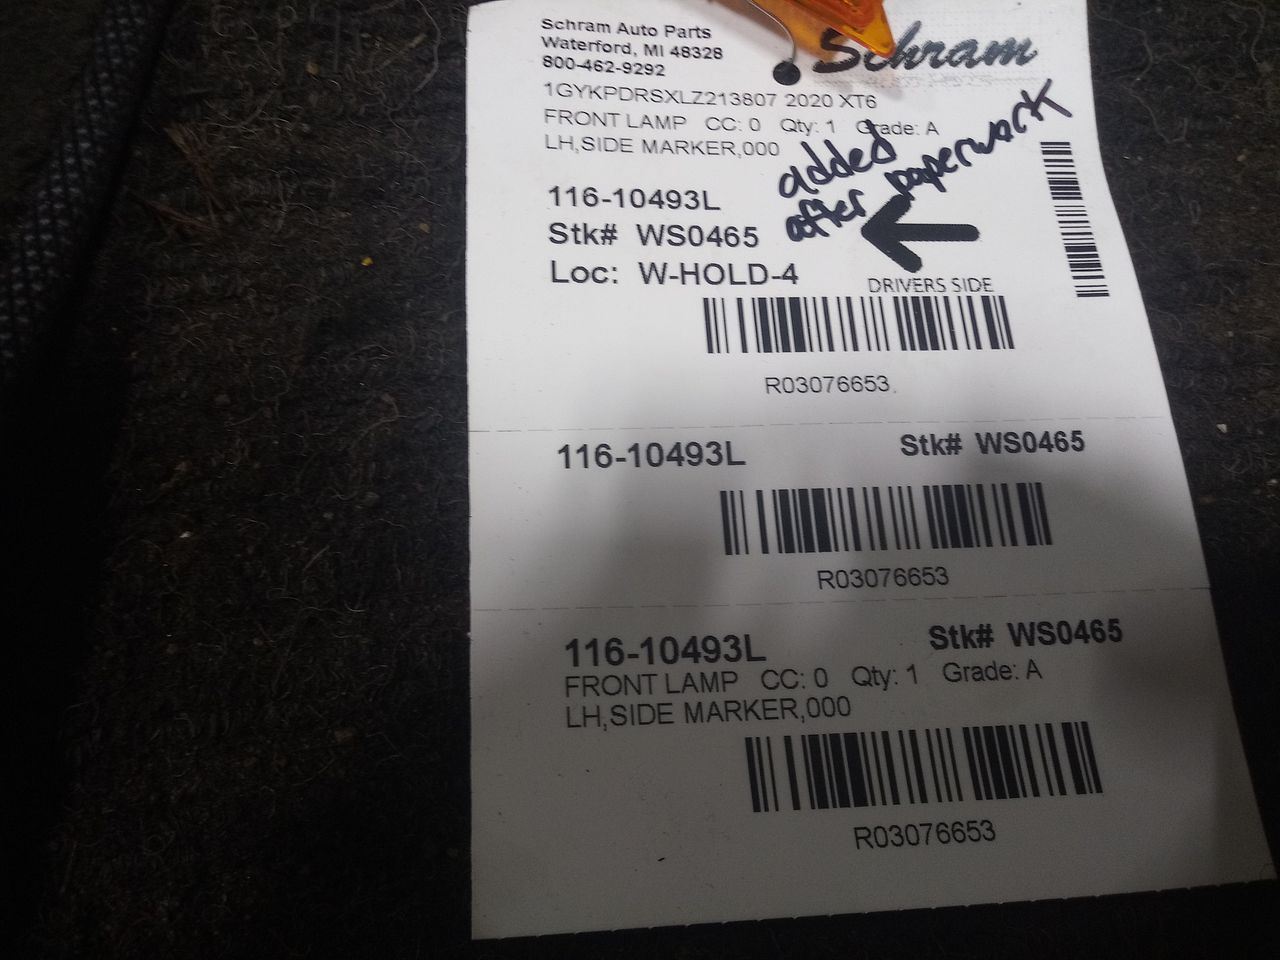 Schram Auto Parts
Waterford, MI 48328
800-462-9292
Schram
1GYKPDRSXLZ213807 2020 XT6
FRONT LAMP CC: 0 Qty: 1 Grade: A
LH,SIDE MARKER,000
added
after paperwork
116-10493L
Stk# WS0465
Loc: W-HOLD-4
DRIVERS SIDE
R03076653
116-10493L Stk# WS0465
R03076653
116-10493L Stk# WS0465
FRONT LAMP CC: 0 Qty: 1 Grade: A
LH,SIDE MARKER,000
R03076653